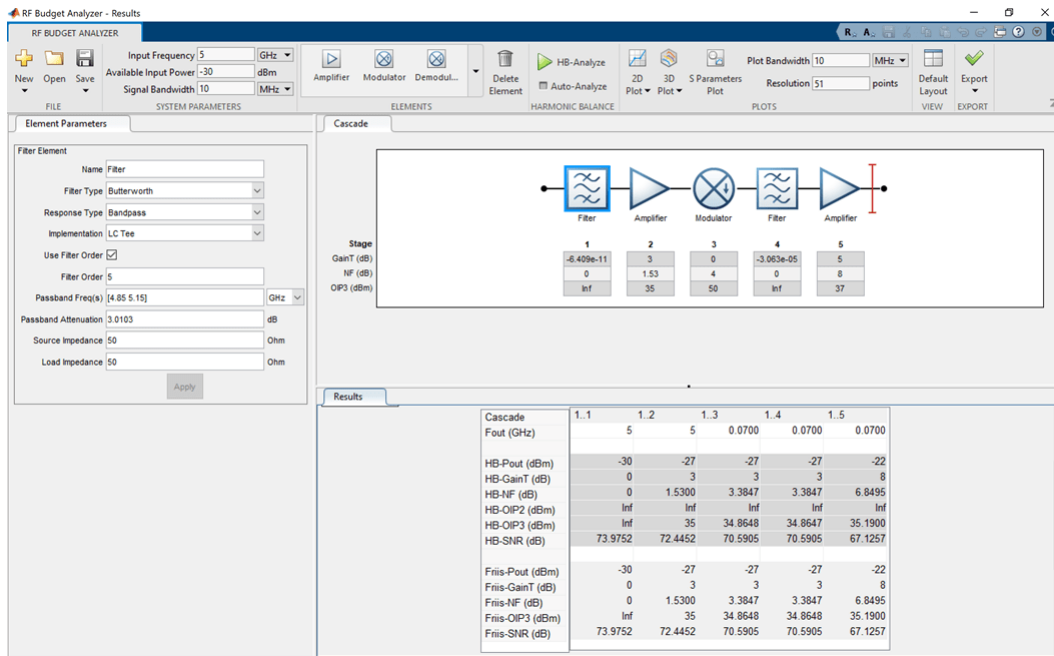 RF Budget Analyzer - Results
RF BUDGET ANALYZER
New Open Save
Input Frequency 5 GHz
Available Input Power -30 dBm
Signal Bandwidth 10 MHz
Amplifier Modulator Demodul...
Delete Element
HB-Analyze
Auto-Analyze
2D Plot 3D Plot S Parameters Plot
Plot Bandwidth 10 MHz
Resolution 51 points
Default Layout
Export
FILE SYSTEM PARAMETERS ELEMENTS HARMONIC BALANCE PLOTS VIEW EXPORT
Element Parameters
Filter Element
Name Filter
Filter Type Butterworth
Response Type Bandpass
Implementation LC Tee
Use Filter Order
Filter Order 5
Passband Freq(s) [4.85 5.15] GHz
Passband Attenuation 3.0103 dB
Source Impedance 50 Ohm
Load Impedance 50 Ohm
Apply
Cascade
Filter Amplifier Modulator Filter Amplifier
Stage 1 2 3 4 5
GainT (dB) -6.409e-11 3 0 -3.063e-05 5
NF (dB) 0 1.53 4 0 8
OIP3 (dBm) Inf 35 50 Inf 37
Results
Cascade 1..1 1..2 1..3 1..4 1..5
Fout (GHz) 5 5 0.0700 0.0700 0.0700
HB-Pout (dBm) -30 -27 -27 -27 -22
HB-GainT (dB) 0 3 3 3 8
HB-NF (dB) 0 1.5300 3.3847 3.3847 6.8495
HB-OIP2 (dBm) Inf Inf Inf Inf Inf
HB-OIP3 (dBm) Inf 35 34.8648 34.8647 35.1900
HB-SNR (dB) 73.9752 72.4452 70.5905 70.5905 67.1257
Friis-Pout (dBm) -30 -27 -27 -27 -22
Friis-GainT (dB) 0 3 3 3 8
Friis-NF (dB) 0 1.5300 3.3847 3.3847 6.8495
Friis-OIP3 (dBm) Inf 35 34.8648 34.8648 35.1900
Friis-SNR (dB) 73.9752 72.4452 70.5905 70.5905 67.1257